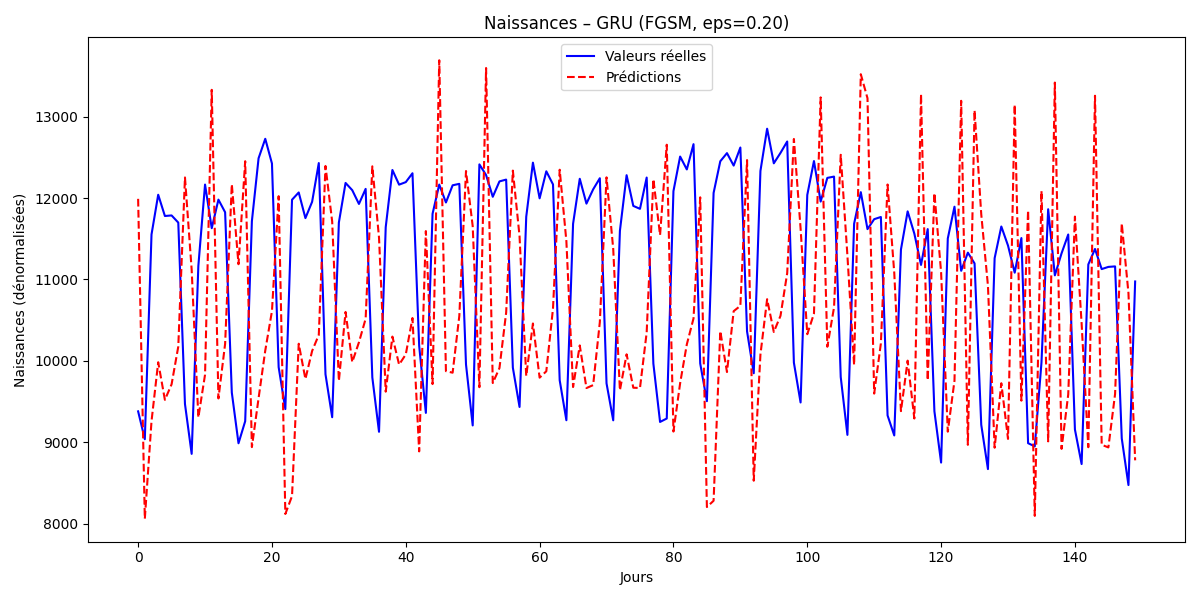 Naissances – GRU (FGSM, eps=0.20)
Valeurs réelles
Prédictions
Naissances (dénormalisées)
13000
12000
11000
10000
9000
8000
0 20 40 60 80 100 120 140
Jours